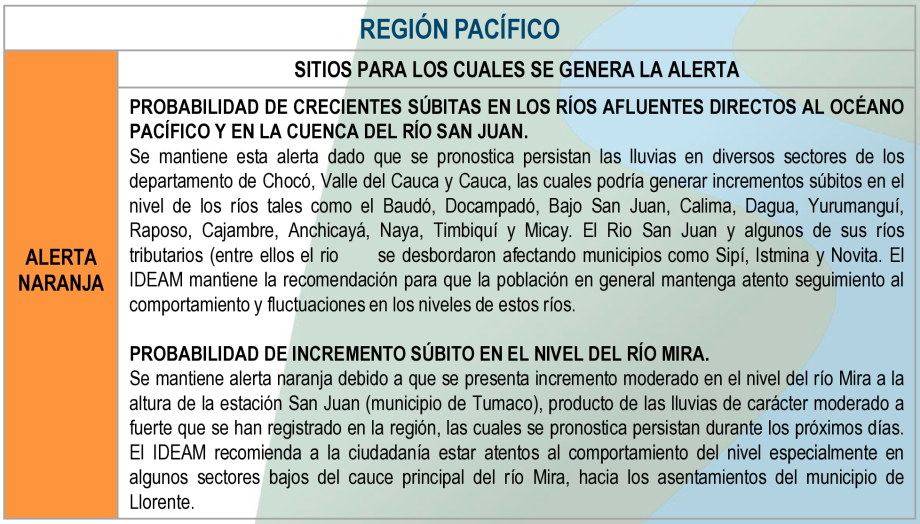 REGIÓN PACÍFICO
SITIOS PARA LOS CUALES SE GENERA LA ALERTA
ALERTA
NARANJA
PROBABILIDAD DE CRECIENTES SÚBITAS EN LOS RÍOS AFLUENTES DIRECTOS AL OCÉANO
PACÍFICO Y EN LA CUENCA DEL RÍO SAN JUAN.
Se mantiene esta alerta dado que se pronostica persistan las lluvias en diversos sectores de los
departamento de Chocó, Valle del Cauca y Cauca, las cuales podría generar incrementos súbitos en el
nivel de los ríos tales como el Baudó, Docampadó, Bajo San Juan, Calima, Dagua, Yurumanguí,
Raposo, Cajambre, Anchicayá, Naya, Timbiquí y Micay. El Rio San Juan y algunos de sus ríos
tributarios (entre ellos el rio se desbordaron afectando municipios como Sipí, Istmina y Novita. El
IDEAM mantiene la recomendación para que la población en general mantenga atento seguimiento al
comportamiento y fluctuaciones en los niveles de estos ríos.
PROBABILIDAD DE INCREMENTO SÚBITO EN EL NIVEL DEL RÍO MIRA.
Se mantiene alerta naranja debido a que se presenta incremento moderado en el nivel del río Mira a la
altura de la estación San Juan (municipio de Tumaco), producto de las lluvias de carácter moderado a
fuerte que se han registrado en la región, las cuales se pronostica persistan durante los próximos días.
El IDEAM recomienda a la ciudadanía estar atentos al comportamiento del nivel especialmente en
algunos sectores bajos del cauce principal del río Mira, hacia los asentamientos del municipio de
Llorente.